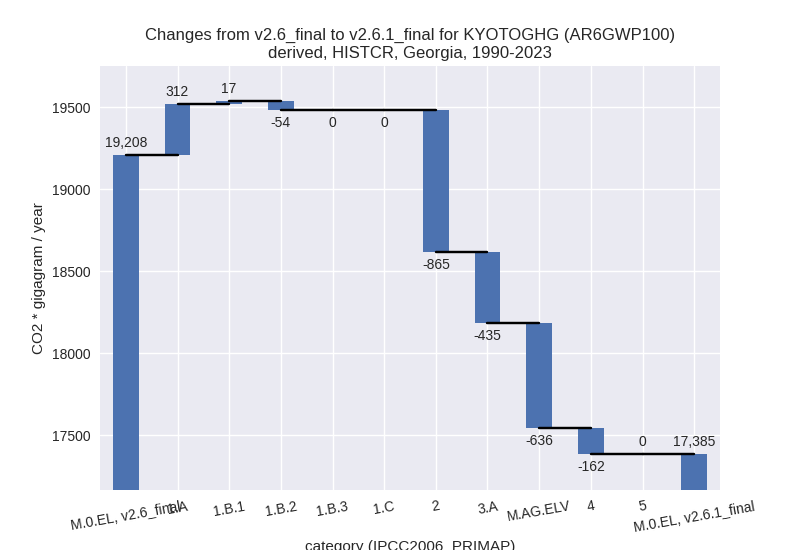 Changes from v2.6_final to v2.6.1_final for KYOTOGHG (AR6GWP100)
derived, HISTCR, Georgia, 1990-2023
CO2 * gigagram / year
19500
19000
18500
18000
17500
19,208
312
17
-54
0
0
-865
-435
-636
-162
0
17,385
M.0.EL, v2.6_final
1.A
1.B.1
1.B.2
1.B.3
1.C
2
3.A
M.AG.ELV
4
5
M.0.EL, v2.6.1_final
category (IPCC2006_PRIMAP)